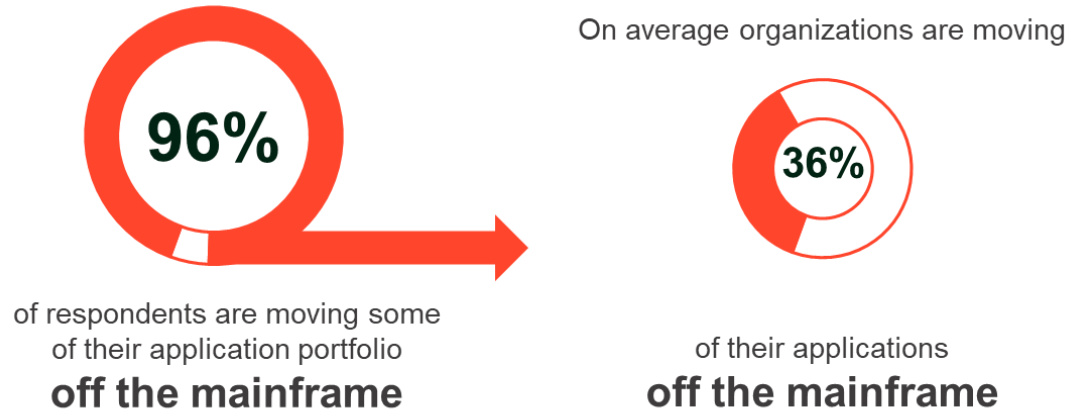 96%
of respondents are moving some
of their application portfolio
off the mainframe
On average organizations are moving
36%
of their applications
off the mainframe